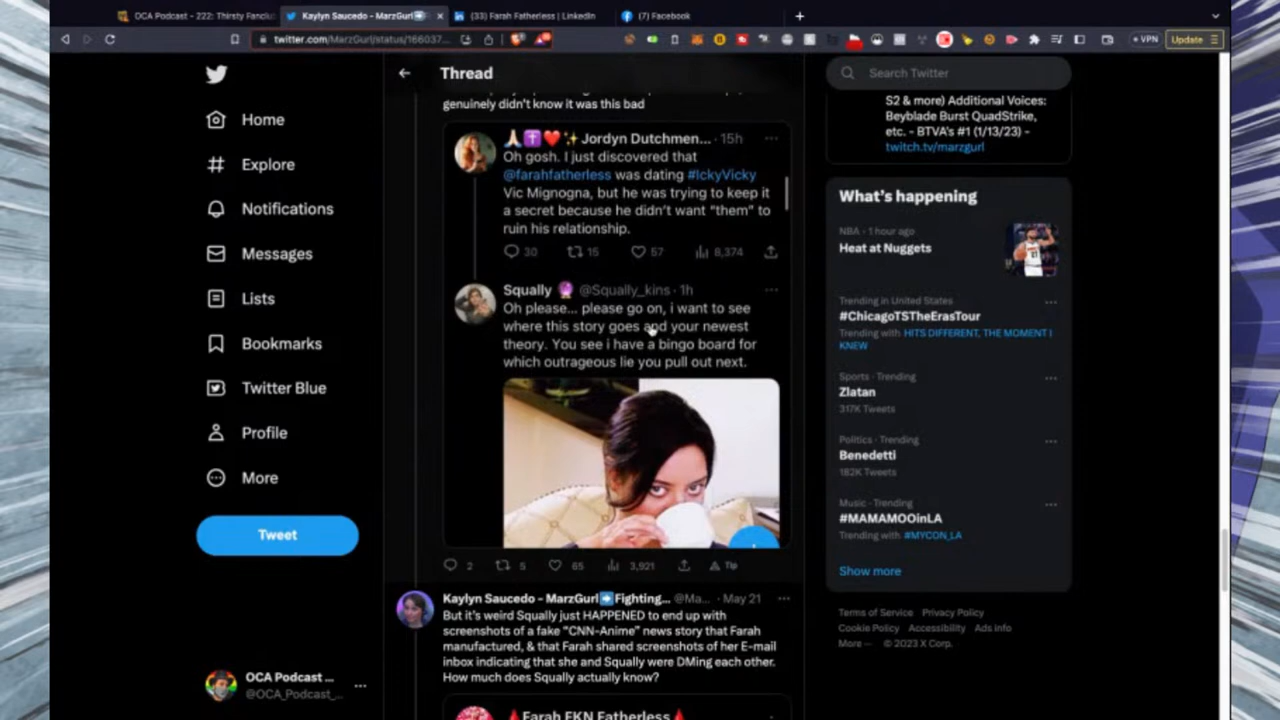 OCA Podcast - 222: Thirsty Fanclu
Kaylyn Saucedo - MarzGurl
(33) Farah Fatherless | LinkedIn
(7) Facebook
twitter.com/MarzGurl/status/166037...
VPN
Update
Home
Explore
Notifications
Messages
Lists
Bookmarks
Twitter Blue
Profile
More
Tweet
OCA Podcast ...
@OCA_Podcast_...
Thread
genuinely didn't know it was this bad
Jordyn Dutchmen... · 15h
Oh gosh. I just discovered that
@farahfatherless was dating #IckyVicky
Vic Mignogna, but he was trying to keep it
a secret because he didn't want "them" to
ruin his relationship.
30 15 57 8,374
Squally @Squally_kins · 1h
Oh please... please go on, i want to see
where this story goes and your newest
theory. You see i have a bingo board for
which outrageous lie you pull out next.
2 5 65 3,921 Tip
Kaylyn Saucedo - MarzGurl Fighting... @Ma... · May 21
But it's weird Squally just HAPPENED to end up with
screenshots of a fake "CNN-Anime" news story that Farah
manufactured, & that Farah shared screenshots of her E-mail
inbox indicating that she and Squally were DMing each other.
How much does Squally actually know?
Farah FKN Fatherless
Search Twitter
S2 & more) Additional Voices:
Beyblade Burst QuadStrike,
etc. - BTVA's #1 (1/13/23) -
twitch.tv/marzgurl
What's happening
NBA · 1 hour ago
Heat at Nuggets
Trending in United States
#ChicagoTSTheErasTour
Trending with HITS DIFFERENT, THE MOMENT I
KNEW
Sports · Trending
Zlatan
317K Tweets
Politics · Trending
Benedetti
182K Tweets
Music · Trending
#MAMAMOOinLA
Trending with #MYCON_LA
Show more
Terms of Service Privacy Policy
Cookie Policy Accessibility Ads info
More ... © 2023 X Corp.